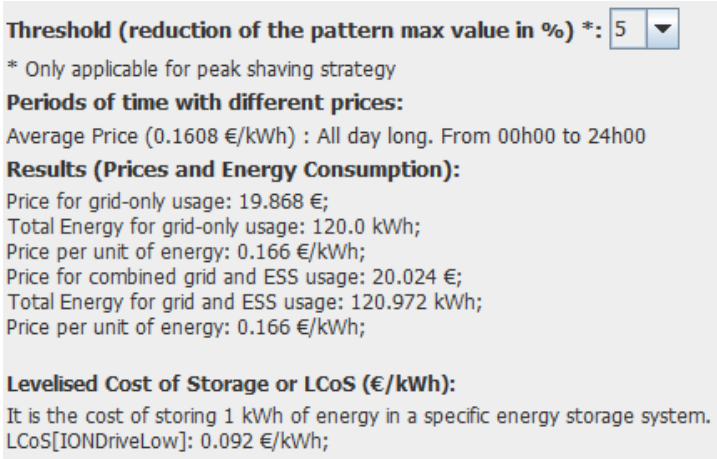 Threshold (reduction of the pattern max value in %) *: 5
* Only applicable for peak shaving strategy
Periods of time with different prices:
Average Price (0.1608 €/kWh) : All day long. From 00h00 to 24h00
Results (Prices and Energy Consumption):
Price for grid-only usage: 19.868 €;
Total Energy for grid-only usage: 120.0 kWh;
Price per unit of energy: 0.166 €/kWh;
Price for combined grid and ESS usage: 20.024 €;
Total Energy for grid and ESS usage: 120.972 kWh;
Price per unit of energy: 0.166 €/kWh;
Levelised Cost of Storage or LCoS (€/kWh):
It is the cost of storing 1 kWh of energy in a specific energy storage system.
LCoS[IONDriveLow]: 0.092 €/kWh;